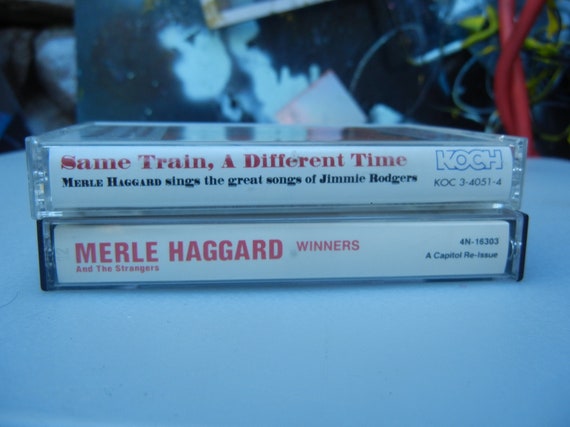 Same Train, A Different Time
KOCH
Merle Haggard sings the great songs of Jimmie Rodgers
KOC 3-4051-4
MERLE HAGGARD WINNERS
And The Strangers
4N-16303
A Capitol Re-Issue